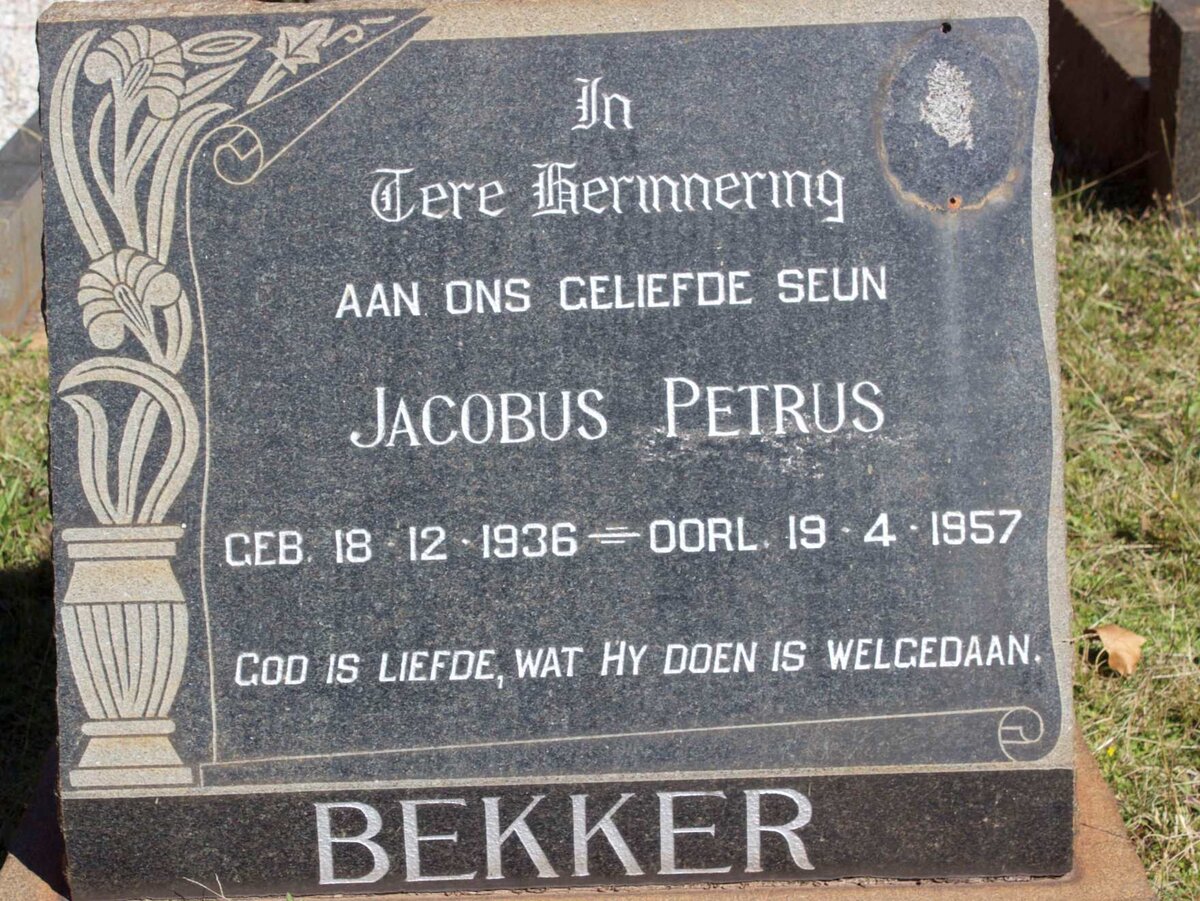 In
Tere Herinnering
AAN ONS GELIEFDE SEUN
JACOBUS PETRUS
GEB. 18 · 12 · 1936 = OORL. 19 · 4 · 1957
GOD IS LIEFDE, WAT HY DOEN IS WELGEDAAN.
BEKKER